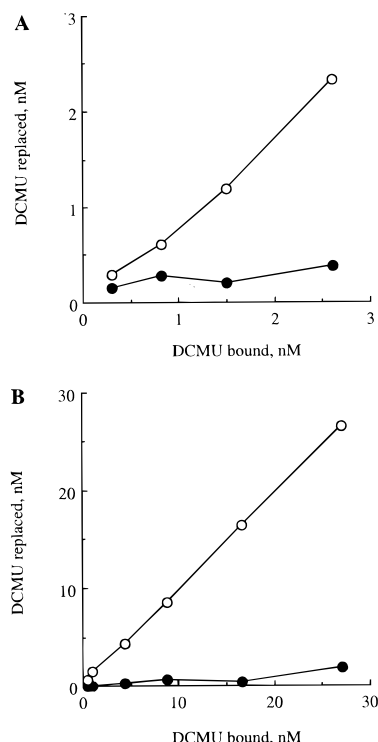 A
3
2
1
0
DCMU replaced, nM
0 1 2 3
DCMU bound, nM
B
30
20
10
0
DCMU replaced, nM
0 10 20 30
DCMU bound, nM